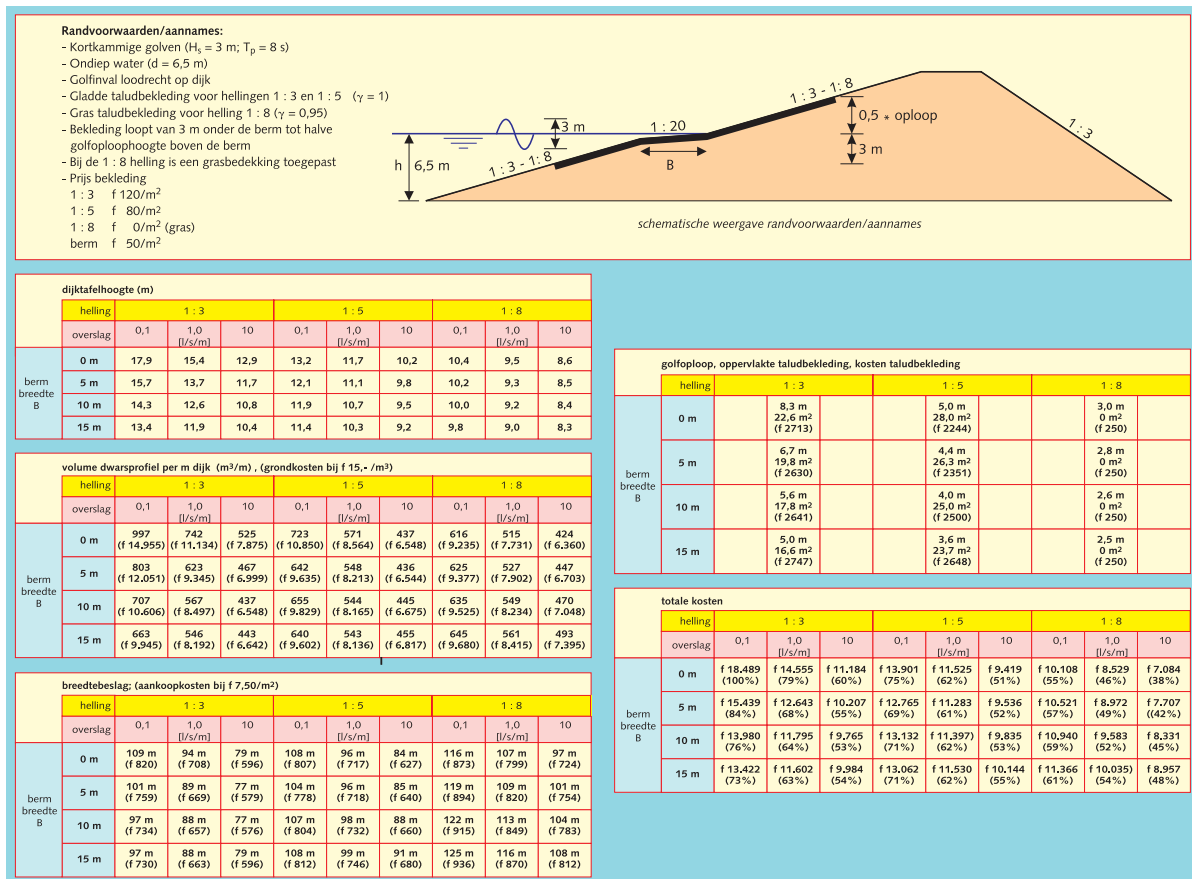 Randvoorwaarden/aannames:
- Kortkammige golven (Hs = 3 m; Tp = 8 s)
- Ondiep water (d = 6,5 m)
- Golfinval loodrecht op dijk
- Gladde taludbekleding voor hellingen 1 : 3 en 1 : 5 (γ = 1)
- Gras taludbekleding voor helling 1 : 8 (γ = 0,95)
- Bekleding loopt van 3 m onder de berm tot halve
golfoploophoogte boven de berm
- Bij de 1 : 8 helling is een grasbedekking toegepast
- Prijs bekleding
1 : 3 f 120/m2
1 : 5 f 80/m2
1 : 8 f 0/m2 (gras)
berm f 50/m2
h 6,5 m
3 m
1 : 3 - 1: 8
1 : 20
B
1 : 3 - 1: 8
0,5 * oploop
3 m
1 : 3
schematische weergave randvoorwaarden/aannames
dijktafelhoogte (m)
helling 1 : 3 1 : 5 1 : 8
overslag 0,1 1,0 10 0,1 1,0 10 0,1 1,0 10
[l/s/m] [l/s/m] [l/s/m]
berm breedte B
0 m 17,9 15,4 12,9 13,2 11,7 10,2 10,4 9,5 8,6
5 m 15,7 13,7 11,7 12,1 11,1 9,8 10,2 9,3 8,5
10 m 14,3 12,6 10,8 11,9 10,7 9,5 10,0 9,2 8,4
15 m 13,4 11,9 10,4 11,4 10,3 9,2 9,8 9,0 8,3
volume dwarsprofiel per m dijk (m3/m) , (grondkosten bij f 15,- /m3)
helling 1 : 3 1 : 5 1 : 8
overslag 0,1 1,0 10 0,1 1,0 10 0,1 1,0 10
[l/s/m] [l/s/m] [l/s/m]
berm breedte B
0 m 997 742 525 723 571 437 616 515 424
(f 14.955) (f 11.134) (f 7.875) (f 10.850) (f 8.564) (f 6.548) (f 9.235) (f 7.731) (f 6.360)
5 m 803 623 467 642 548 436 625 527 447
(f 12.051) (f 9.345) (f 6.999) (f 9.635) (f 8.213) (f 6.544) (f 9.377) (f 7.902) (f 6.703)
10 m 707 567 437 655 544 445 635 549 470
(f 10.606) (f 8.497) (f 6.548) (f 9.829) (f 8.165) (f 6.675) (f 9.525) (f 8.234) (f 7.048)
15 m 663 546 443 640 543 455 645 561 493
(f 9.945) (f 8.192) (f 6.642) (f 9.602) (f 8.136) (f 6.817) (f 9.680) (f 8.415) (f 7.395)
breedtebeslag; (aankoopkosten bij f 7,50/m2)
helling 1 : 3 1 : 5 1 : 8
overslag 0,1 1,0 10 0,1 1,0 10 0,1 1,0 10
[l/s/m] [l/s/m] [l/s/m]
berm breedte B
0 m 109 m 94 m 79 m 108 m 96 m 84 m 116 m 107 m 97 m
(f 820) (f 708) (f 596) (f 807) (f 717) (f 627) (f 873) (f 799) (f 724)
5 m 101 m 89 m 77 m 104 m 96 m 85 m 119 m 109 m 101 m
(f 759) (f 669) (f 579) (f 778) (f 718) (f 640) (f 894) (f 820) (f 754)
10 m 97 m 88 m 77 m 107 m 98 m 88 m 122 m 113 m 104 m
(f 734) (f 657) (f 576) (f 804) (f 732) (f 660) (f 915) (f 849) (f 783)
15 m 97 m 88 m 79 m 108 m 99 m 91 m 125 m 116 m 108 m
(f 730) (f 663) (f 596) (f 812) (f 746) (f 680) (f 936) (f 870) (f 812)
golfoploop, oppervlakte taludbekleding, kosten taludbekleding
helling 1 : 3 1 : 5 1 : 8
berm breedte B
0 m 8,3 m 5,0 m 3,0 m
22,6 m2 28,0 m2 0 m2
(f 2713) (f 2244) (f 250)
5 m 6,7 m 4,4 m 2,8 m
19,8 m2 26,3 m2 0 m2
(f 2630) (f 2351) (f 250)
10 m 5,6 m 4,0 m 2,6 m
17,8 m2 25,0 m2 0 m2
(f 2641) (f 2500) (f 250)
15 m 5,0 m 3,6 m 2,5 m
16,6 m2 23,7 m2 0 m2
(f 2747) (f 2648) (f 250)
totale kosten
helling 1 : 3 1 : 5 1 : 8
overslag 0,1 1,0 10 0,1 1,0 10 0,1 1,0 10
[l/s/m] [l/s/m] [l/s/m]
berm breedte B
0 m f 18.489 f 14.555 f 11.184 f 13.901 f 11.525 f 9.419 f 10.108 f 8.529 f 7.084
(100%) (79%) (60%) (75%) (62%) (51%) (55%) (46%) (38%)
5 m f 15.439 f 12.643 f 10.207 f 12.765 f 11.283 f 9.536 f 10.521 f 8.972 f 7.707
(84%) (68%) (55%) (69%) (61%) (52%) (57%) (49%) (42%)
10 m f 13.980 f 11.795 f 9.765 f 13.132 f 11.397) f 9.835 f 10.940 f 9.583 f 8.331
(76%) (64%) (53%) (71%) (62%) (53%) (59%) (52%) (45%)
15 m f 13.422 f 11.602 f 9.984 f 13.062 f 11.530 f 10.144 f 11.366 f 10.035) f 8.957
(73%) (63%) (54%) (71%) (62%) (55%) (61%) (54%) (48%)